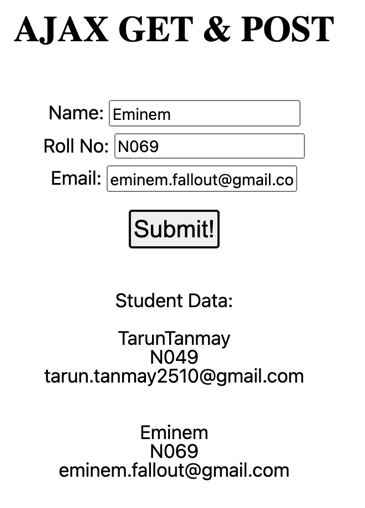 AJAX GET & POST
Name: Eminem
Roll No: N069
Email: eminem.fallout@gmail.co
Submit!
Student Data:
TarunTanmay
N049
tarun.tanmay2510@gmail.com
Eminem
N069
eminem.fallout@gmail.com